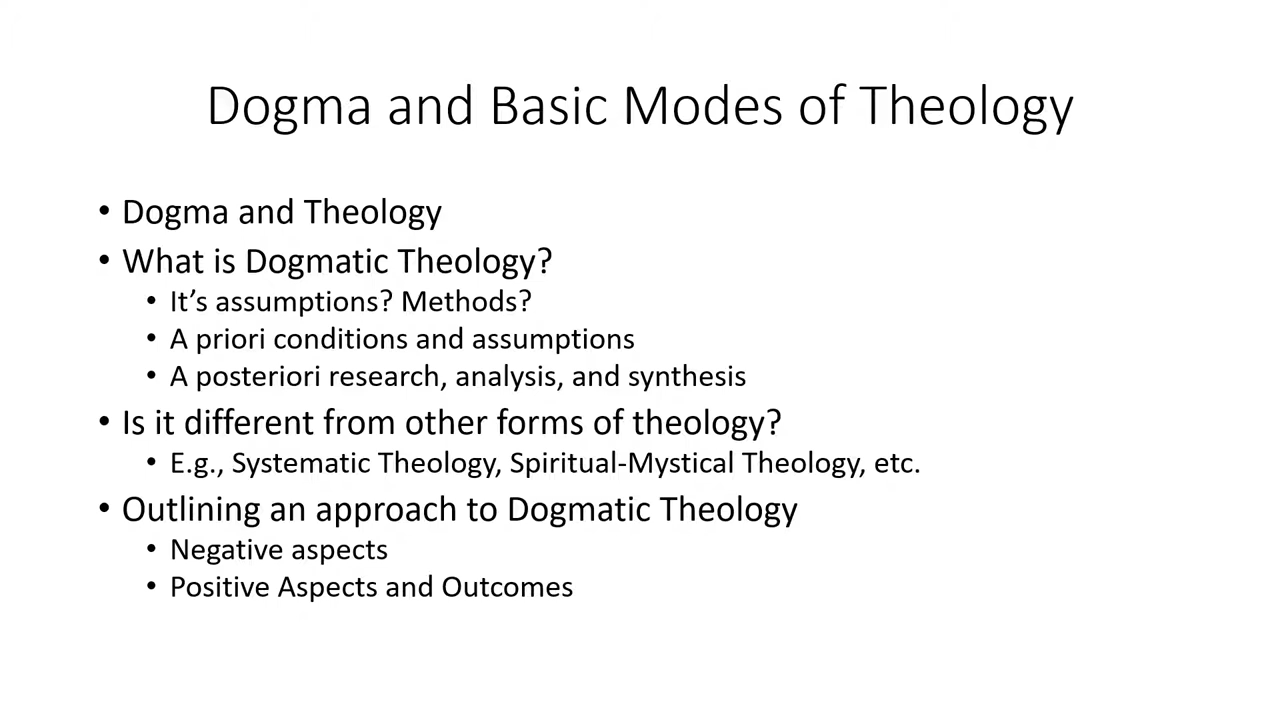 Dogma and Basic Modes of Theology
• Dogma and Theology
• What is Dogmatic Theology?
• It’s assumptions? Methods?
• A priori conditions and assumptions
• A posteriori research, analysis, and synthesis
• Is it different from other forms of theology?
• E.g., Systematic Theology, Spiritual-Mystical Theology, etc.
• Outlining an approach to Dogmatic Theology
• Negative aspects
• Positive Aspects and Outcomes